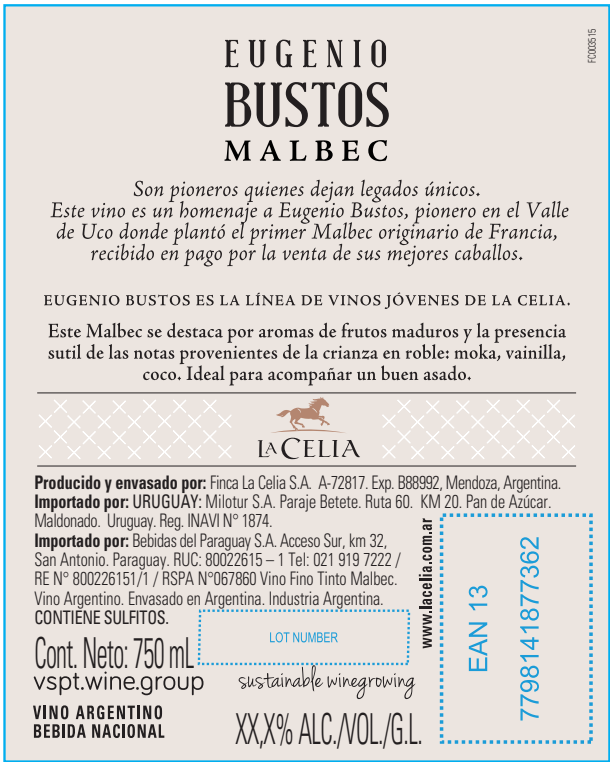 FC003515
EUGENIO
BUSTOS
MALBEC
Son pioneros quienes dejan legados únicos.
Este vino es un homenaje a Eugenio Bustos, pionero en el Valle
de Uco donde plantó el primer Malbec originario de Francia,
recibido en pago por la venta de sus mejores caballos.
EUGENIO BUSTOS ES LA LÍNEA DE VINOS JÓVENES DE LA CELIA.
Este Malbec se destaca por aromas de frutos maduros y la presencia
sutil de las notas provenientes de la crianza en roble: moka, vainilla,
coco. Ideal para acompañar un buen asado.
LA CELIA
Producido y envasado por: Finca La Celia S.A. A-72817. Exp. B88992, Mendoza, Argentina.
Importado por: URUGUAY: Milotur S.A. Paraje Betete. Ruta 60. KM 20. Pan de Azúcar.
Maldonado. Uruguay. Reg. INAVI N° 1874.
Importado por: Bebidas del Paraguay S.A. Acceso Sur, km 32,
San Antonio. Paraguay. RUC: 80022615 – 1 Tel: 021 919 7222 /
RE N° 800226151/1 / RSPA N°067860 Vino Fino Tinto Malbec.
Vino Argentino. Envasado en Argentina. Industria Argentina.
CONTIENE SULFITOS.
LOT NUMBER
Cont. Neto: 750 mL
vspt.wine.group
sustainable winegrowing
VINO ARGENTINO
BEBIDA NACIONAL
XX,X% ALC./VOL./G.L.
www.lacelia.com.ar
EAN 13
7798141877362